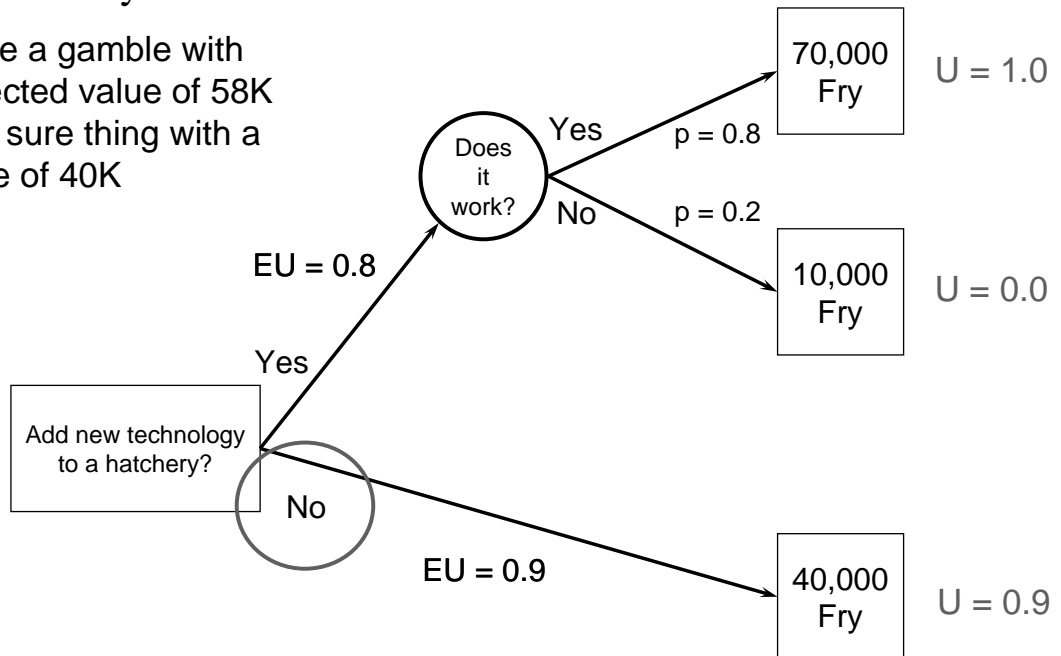 e a gamble with
ected value of 58K
sure thing with a
e of 40K
70,000
Fry
U = 1.0
Yes
p = 0.8
Does
it
work?
No
p = 0.2
EU = 0.8
10,000
Fry
U = 0.0
Yes
Add new technology
to a hatchery?
No
EU = 0.9
40,000
Fry
U = 0.9